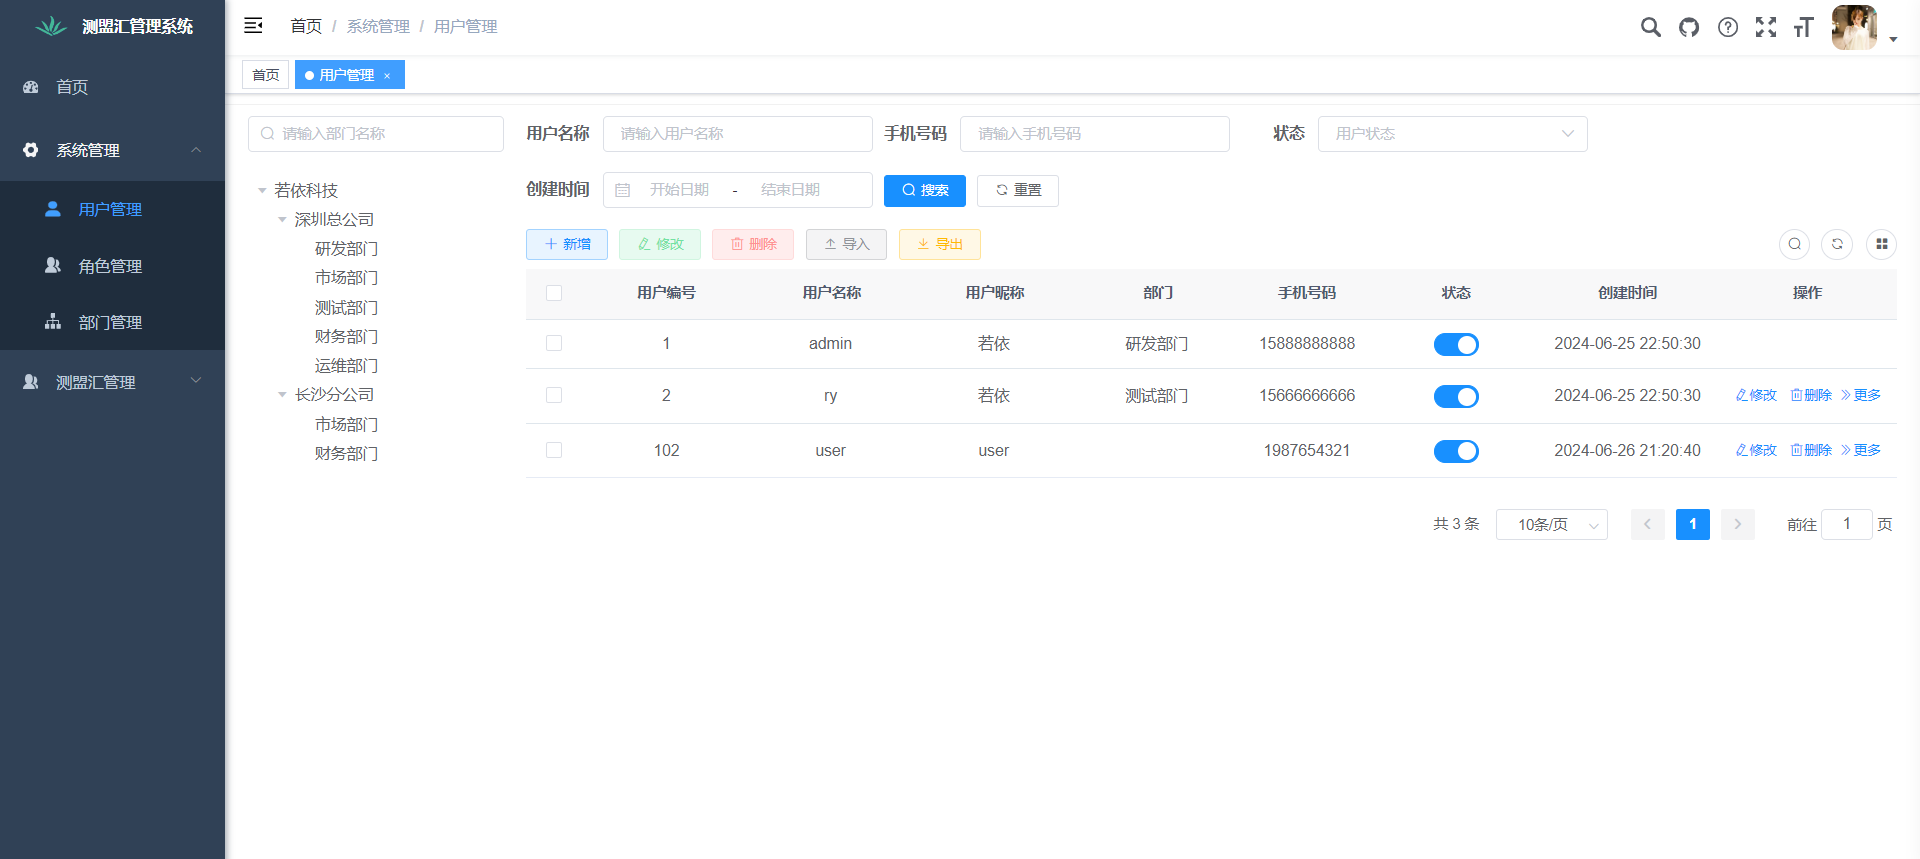 测盟汇管理系统
首页
系统管理
用户管理
角色管理
部门管理
测盟汇管理
首页 / 系统管理 / 用户管理
首页
用户管理 ×
请输入部门名称
若依科技
深圳总公司
研发部门
市场部门
测试部门
财务部门
运维部门
长沙分公司
市场部门
财务部门
用户名称 请输入用户名称 手机号码 请输入手机号码 状态 用户状态
创建时间 开始日期 - 结束日期 搜索 重置
新增 修改 删除 导入 导出
用户编号 用户名称 用户昵称 部门 手机号码 状态 创建时间 操作
1 admin 若依 研发部门 15888888888 2024-06-25 22:50:30
2 ry 若依 测试部门 15666666666 2024-06-25 22:50:30 修改 删除 更多
102 user user 1987654321 2024-06-26 21:20:40 修改 删除 更多
共 3 条 10条/页 1 前往 1 页